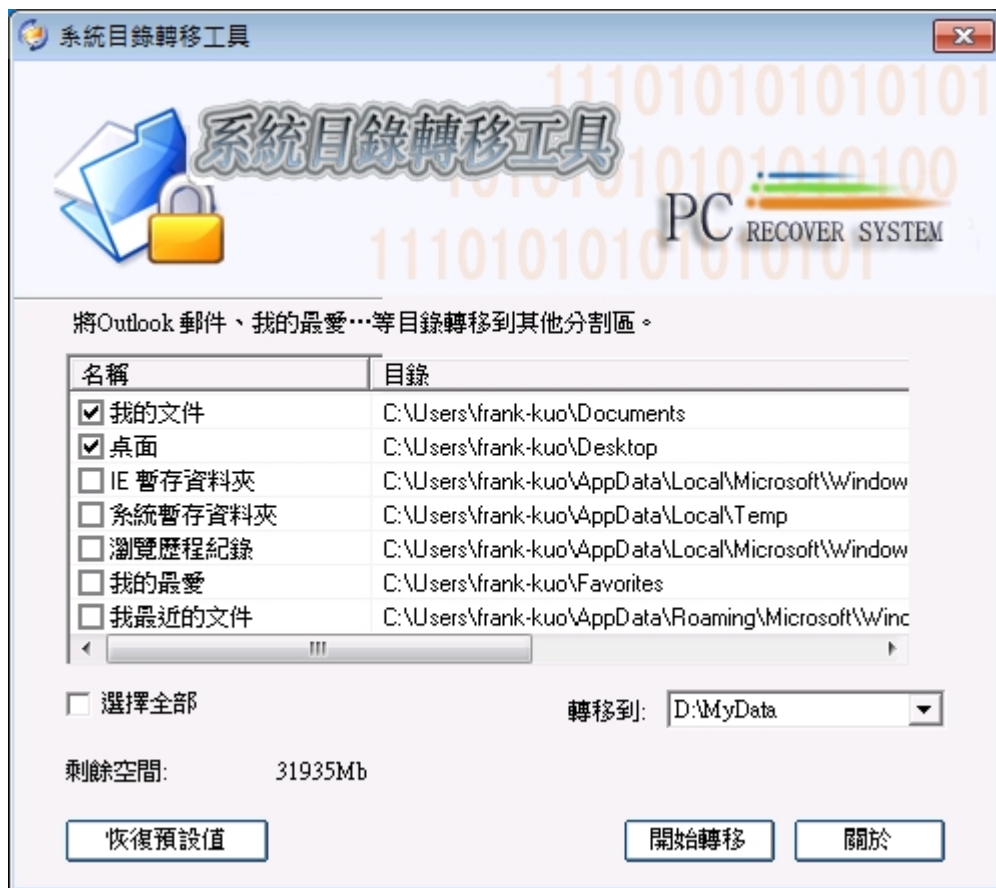 系統目錄轉移工具
11101010101010101
系統目錄轉移工具
10101010101010100
PC RECOVER SYSTEM
111010101010101
將Outlook 郵件、我的最愛…等目錄轉移到其他分割區。
名稱 目錄
我的文件 C:\Users\frank-kuo\Documents
桌面 C:\Users\frank-kuo\Desktop
IE 暫存資料夾 C:\Users\frank-kuo\AppData\Local\Microsoft\Window
系統暫存資料夾 C:\Users\frank-kuo\AppData\Local\Temp
瀏覽歷程紀錄 C:\Users\frank-kuo\AppData\Local\Microsoft\Window
我的最愛 C:\Users\frank-kuo\Favorites
我最近的文件 C:\Users\frank-kuo\AppData\Roaming\Microsoft\Winc
選擇全部
轉移到: D:\MyData
剩餘空間: 31935Mb
恢復預設值 開始轉移 關於